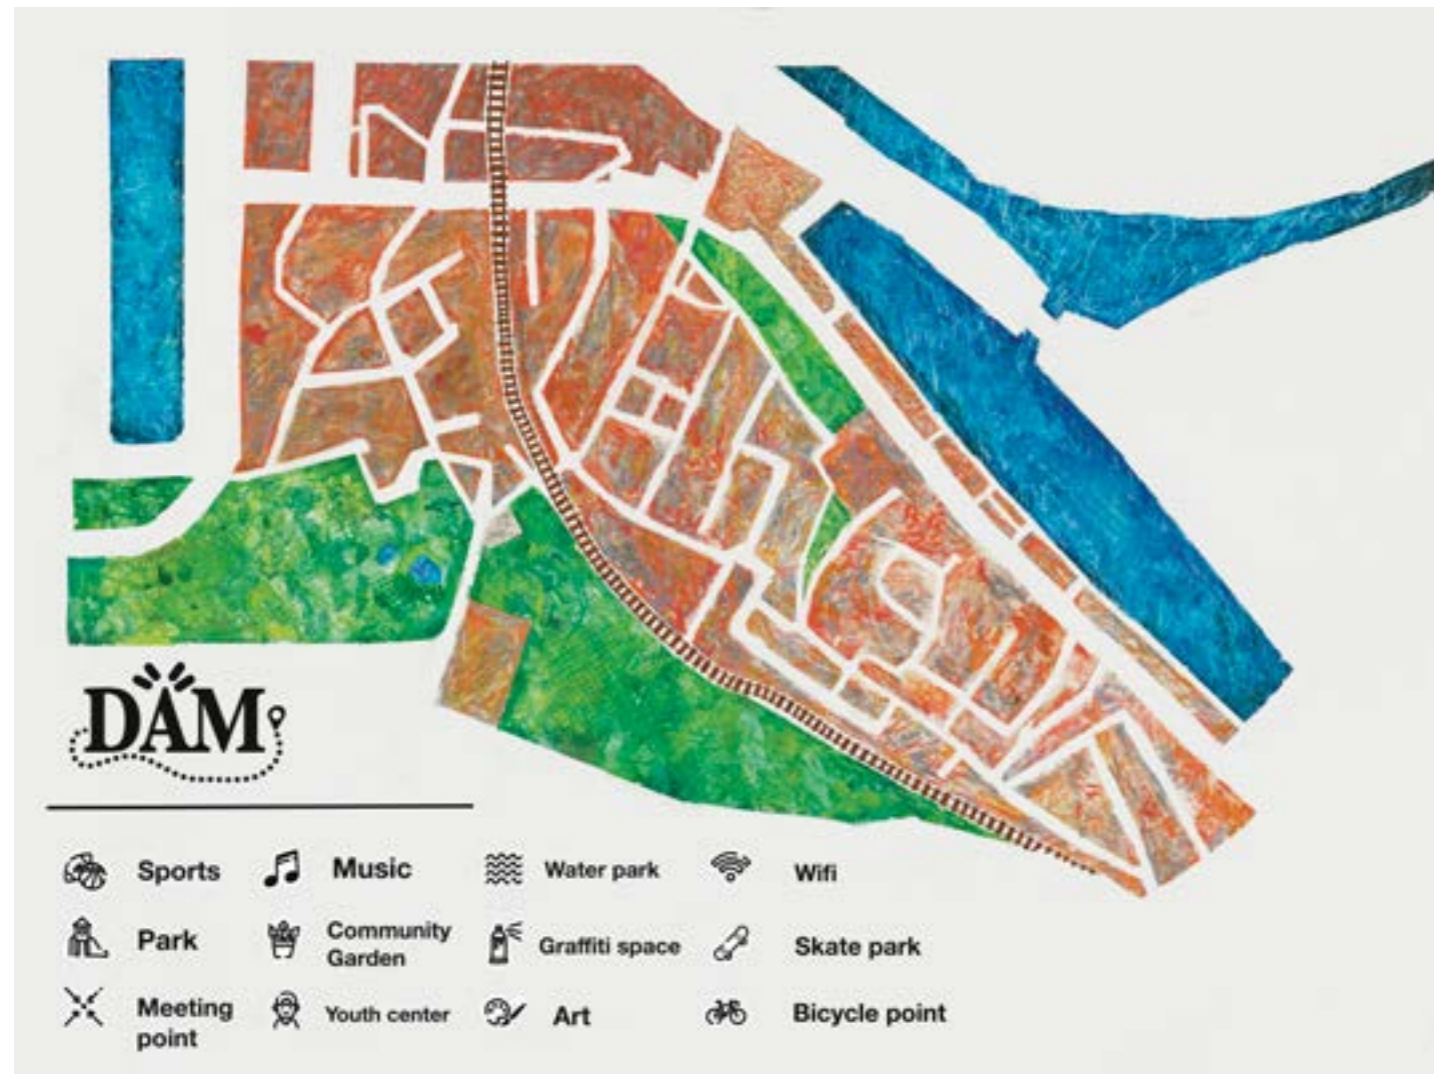 DAM
Sports
Music
Water park
Wifi
Park
Community
Garden
Graffiti space
Skate park
Meeting
point
Youth center
Art
Bicycle point